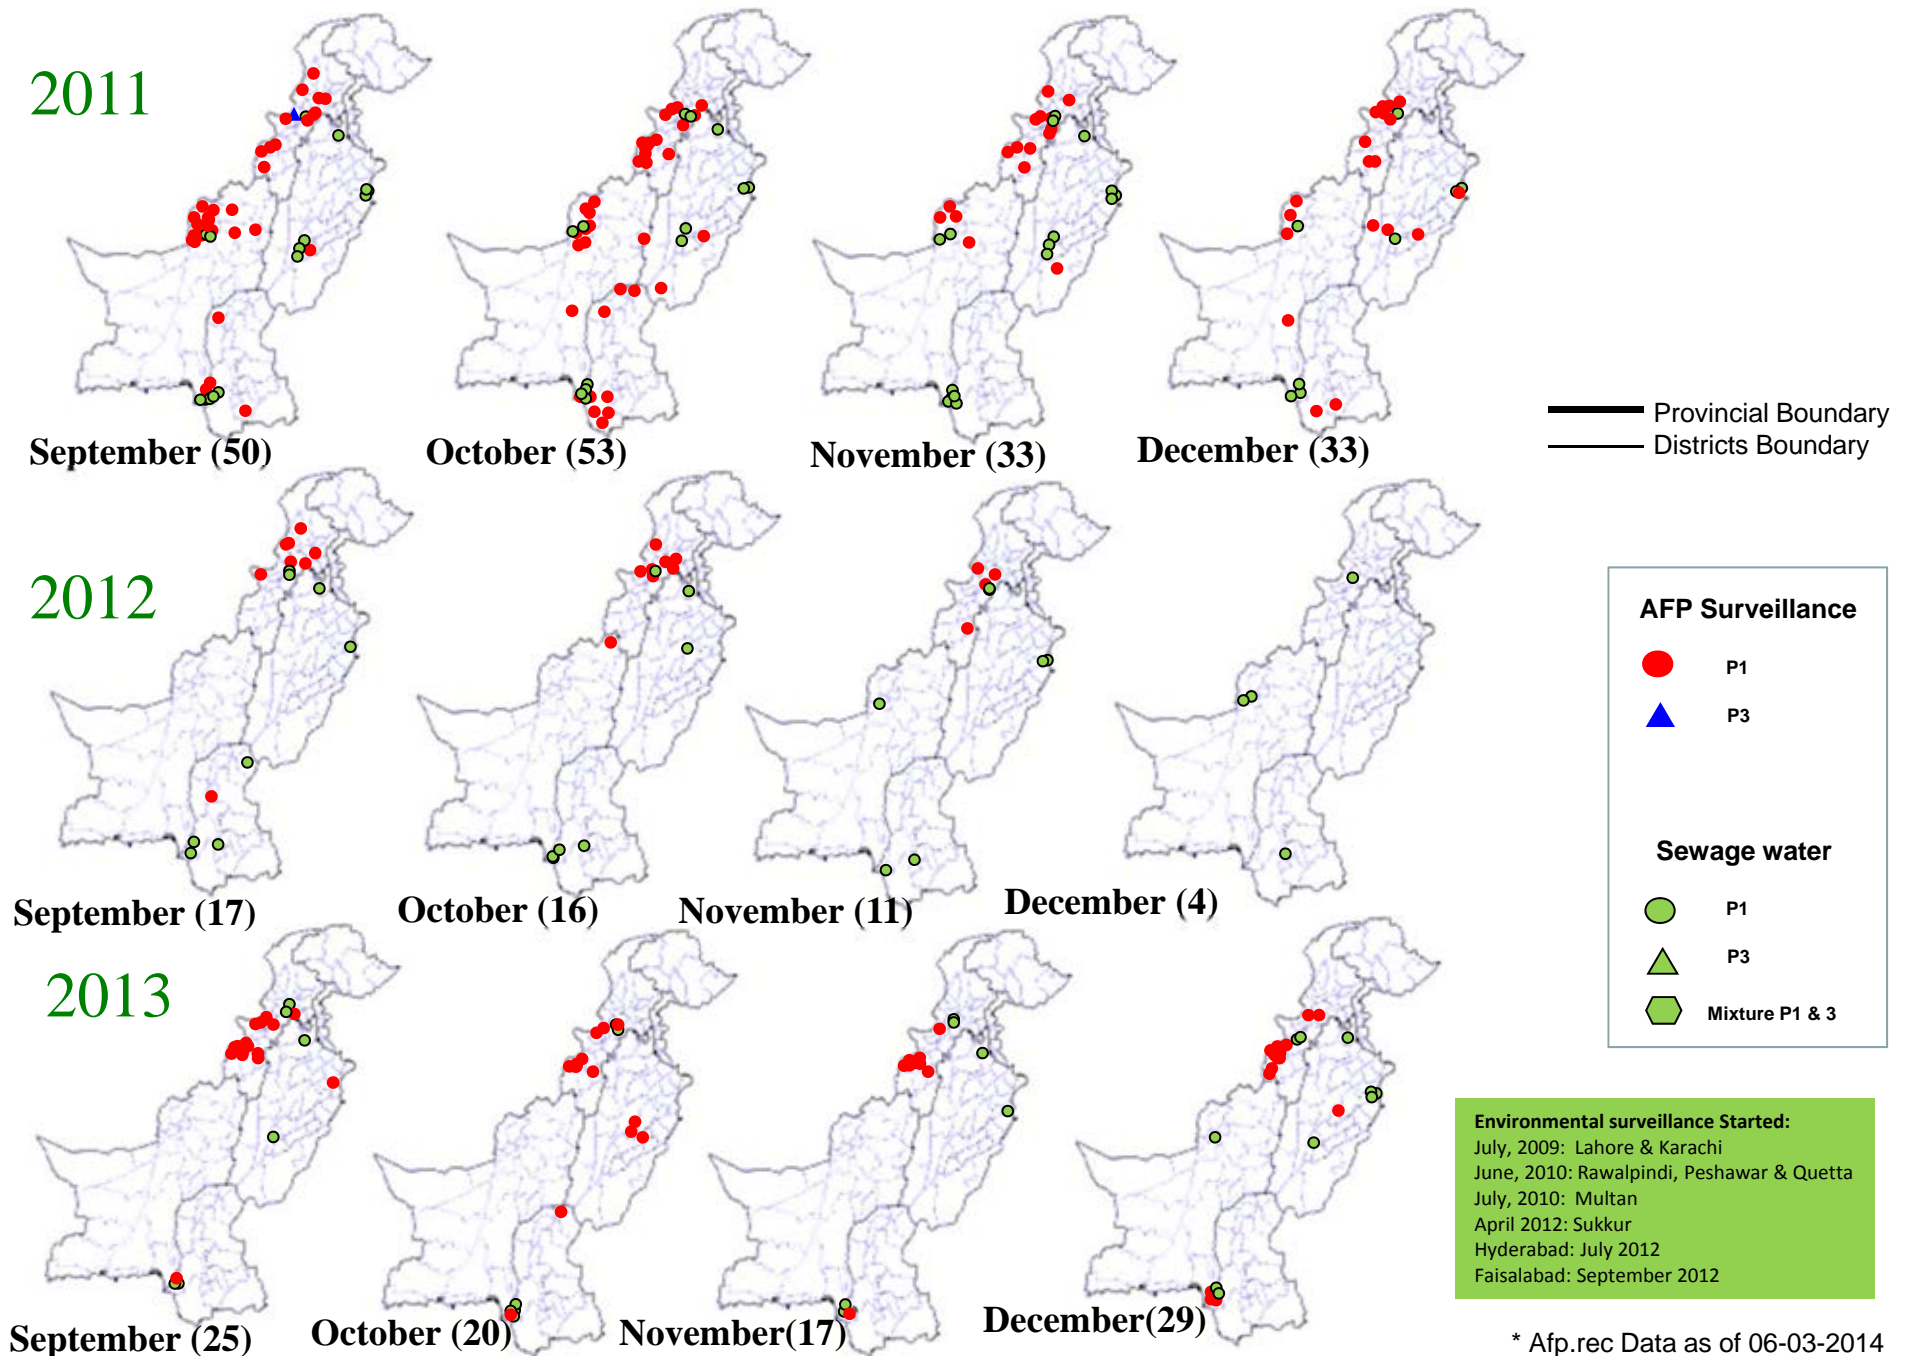 2011
September (50)
October (53)
November (33)
December (33)
Provincial Boundary
Districts Boundary
2012
September (17)
October (16)
November (11)
December (4)
AFP Surveillance
P1
P3
Sewage water
P1
P3
Mixture P1 & 3
2013
September (25)
October (20)
November(17)
December(29)
Environmental surveillance Started:
July, 2009: Lahore & Karachi
June, 2010: Rawalpindi, Peshawar & Quetta
July, 2010: Multan
April 2012: Sukkur
Hyderabad: July 2012
Faisalabad: September 2012
* Afp.rec Data as of 06-03-2014